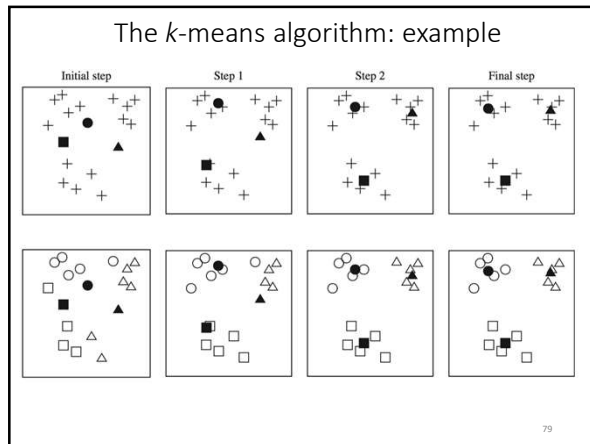 The k-means algorithm: example
Initial step
Step 1
Step 2
Final step
79